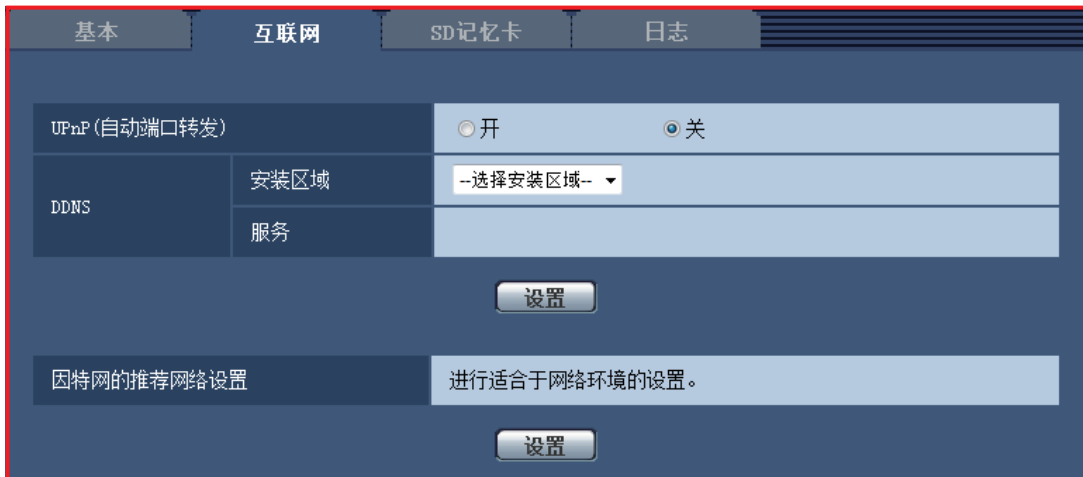 基本 互联网 SD记忆卡 日志
UPnP(自动端口转发) 开 关
DDNS 安装区域 --选择安装区域--
服务
设置
因特网的推荐网络设置 进行适合于网络环境的设置。
设置